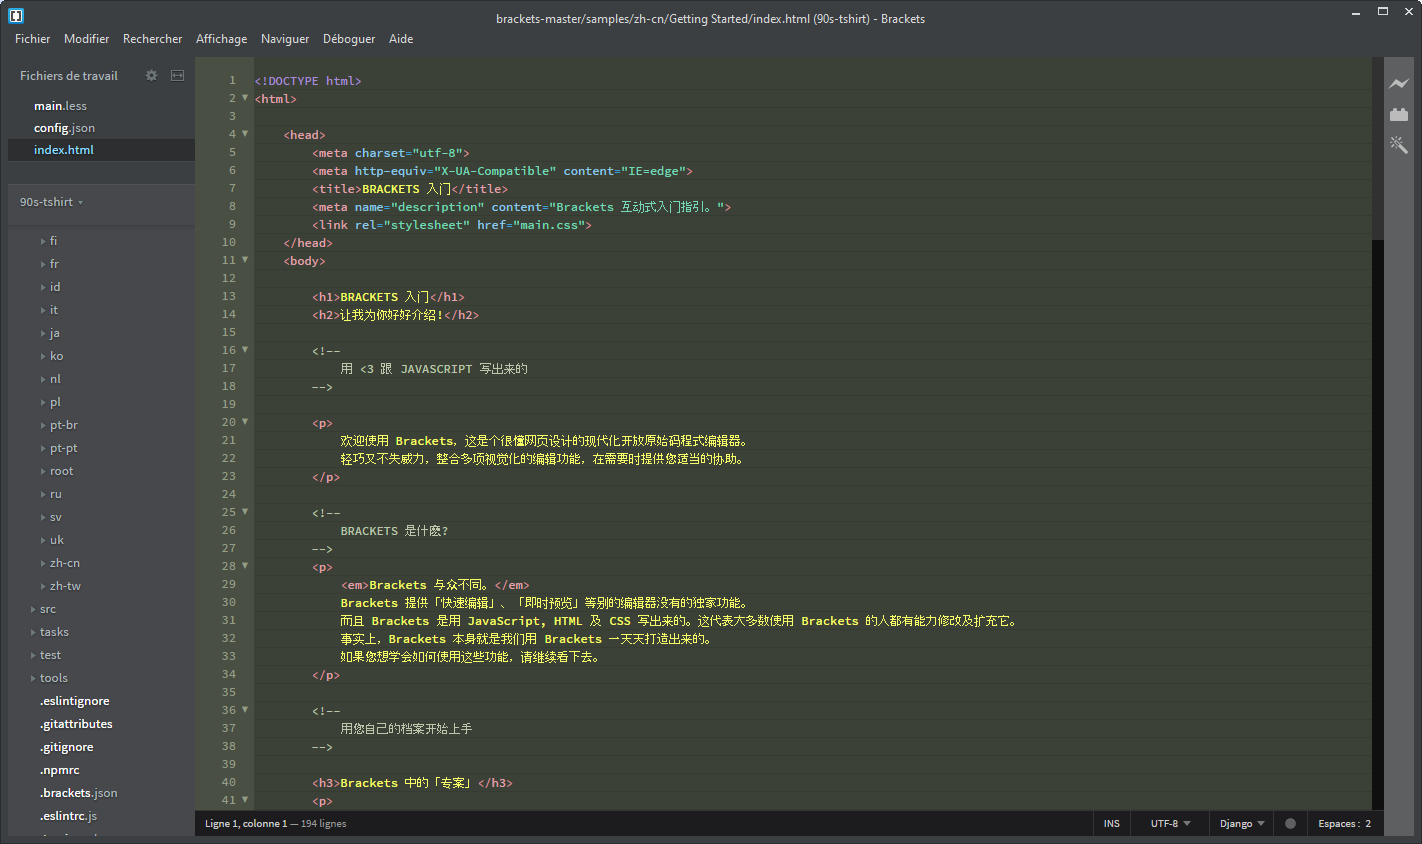 brackets-master/samples/zh-cn/Getting Started/index.html (90s-tshirt) - Brackets
Fichier Modifier Rechercher Affichage Naviguer Déboguer Aide
Fichiers de travail
main.less
config.json
index.html
90s-tshirt
fi
fr
id
it
ja
ko
nl
pl
pt-br
pt-pt
root
ru
sv
uk
zh-cn
zh-tw
src
tasks
test
tools
.eslintignore
.gitattributes
.gitignore
.npmrc
.brackets.json
.eslintrc.js
1 <!DOCTYPE html>
2 <html>
3
4 <head>
5 <meta charset="utf-8">
6 <meta http-equiv="X-UA-Compatible" content="IE=edge">
7 <title>BRACKETS 入门</title>
8 <meta name="description" content="Brackets 互动式入门指引。">
9 <link rel="stylesheet" href="main.css">
10 </head>
11 <body>
12
13 <h1>BRACKETS 入门</h1>
14 <h2>让我为你好好介绍!</h2>
15
16 <!--
17 用 <3 跟 JAVASCRIPT 写出来的
18 -->
19
20 <p>
21 欢迎使用 Brackets，这是个很懂网页设计的现代化开放原始码程式编辑器。
22 轻巧又不失威力，整合多项视觉化的编辑功能，在需要时提供您适当的协助。
23 </p>
24
25 <!--
26 BRACKETS 是什麽?
27 -->
28 <p>
29 <em>Brackets 与众不同。</em>
30 Brackets 提供「快速编辑」、「即时预览」等别的编辑器没有的独家功能。
31 而且 Brackets 是用 JavaScript, HTML 及 CSS 写出来的。这代表大多数使用 Brackets 的人都有能力修改及扩充它。
32 事实上，Brackets 本身就是我们用 Brackets 一天天打造出来的。
33 如果您想学会如何使用这些功能，请继续看下去。
34 </p>
35
36 <!--
37 用您自己的档案开始上手
38 -->
39
40 <h3>Brackets 中的「专案」</h3>
41 <p>
Ligne 1, colonne 1 — 194 lignes
INS UTF-8 Django Espaces : 2